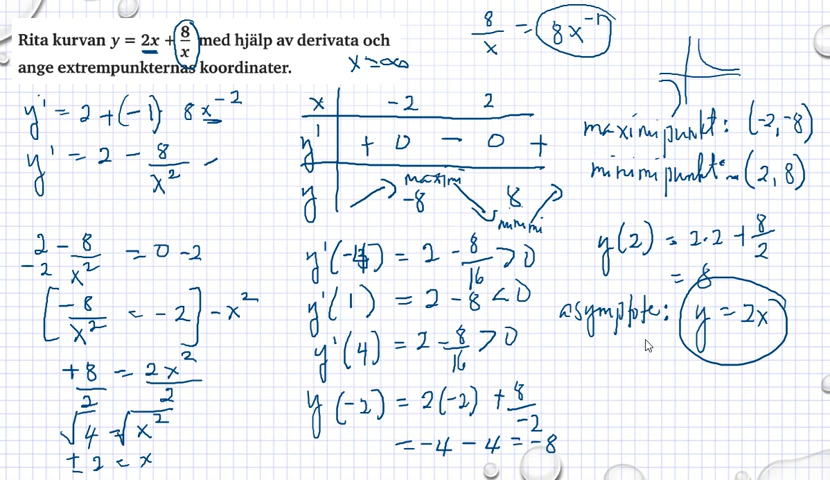 Rita kurvan y = 2x + 8/x med hjälp av derivata och
ange extrempunkternas koordinater.
x → ∞
8/x = 8x⁻¹
y' = 2 + (-1) 8x⁻²
y' = 2 - 8/x²
2 - 8/x² = 0 - 2
-2
[-8/x² = -2] - x²
+8/2 = 2x²/2
√4 = √x²
± 2 = x
x -2 2
y' + 0 - 0 +
y maximi -8 8 minimi
y'(-4) = 2 - 8/16 > 0
y'(1) = 2 - 8 < 0
y'(4) = 2 - 8/16 > 0
y(-2) = 2(-2) + 8/-2
= -4 - 4 = -8
maximipunkt: (-2, -8)
minimipunkt: (2, 8)
y(2) = 2·2 + 8/2
= 8
asymptote: y = 2x